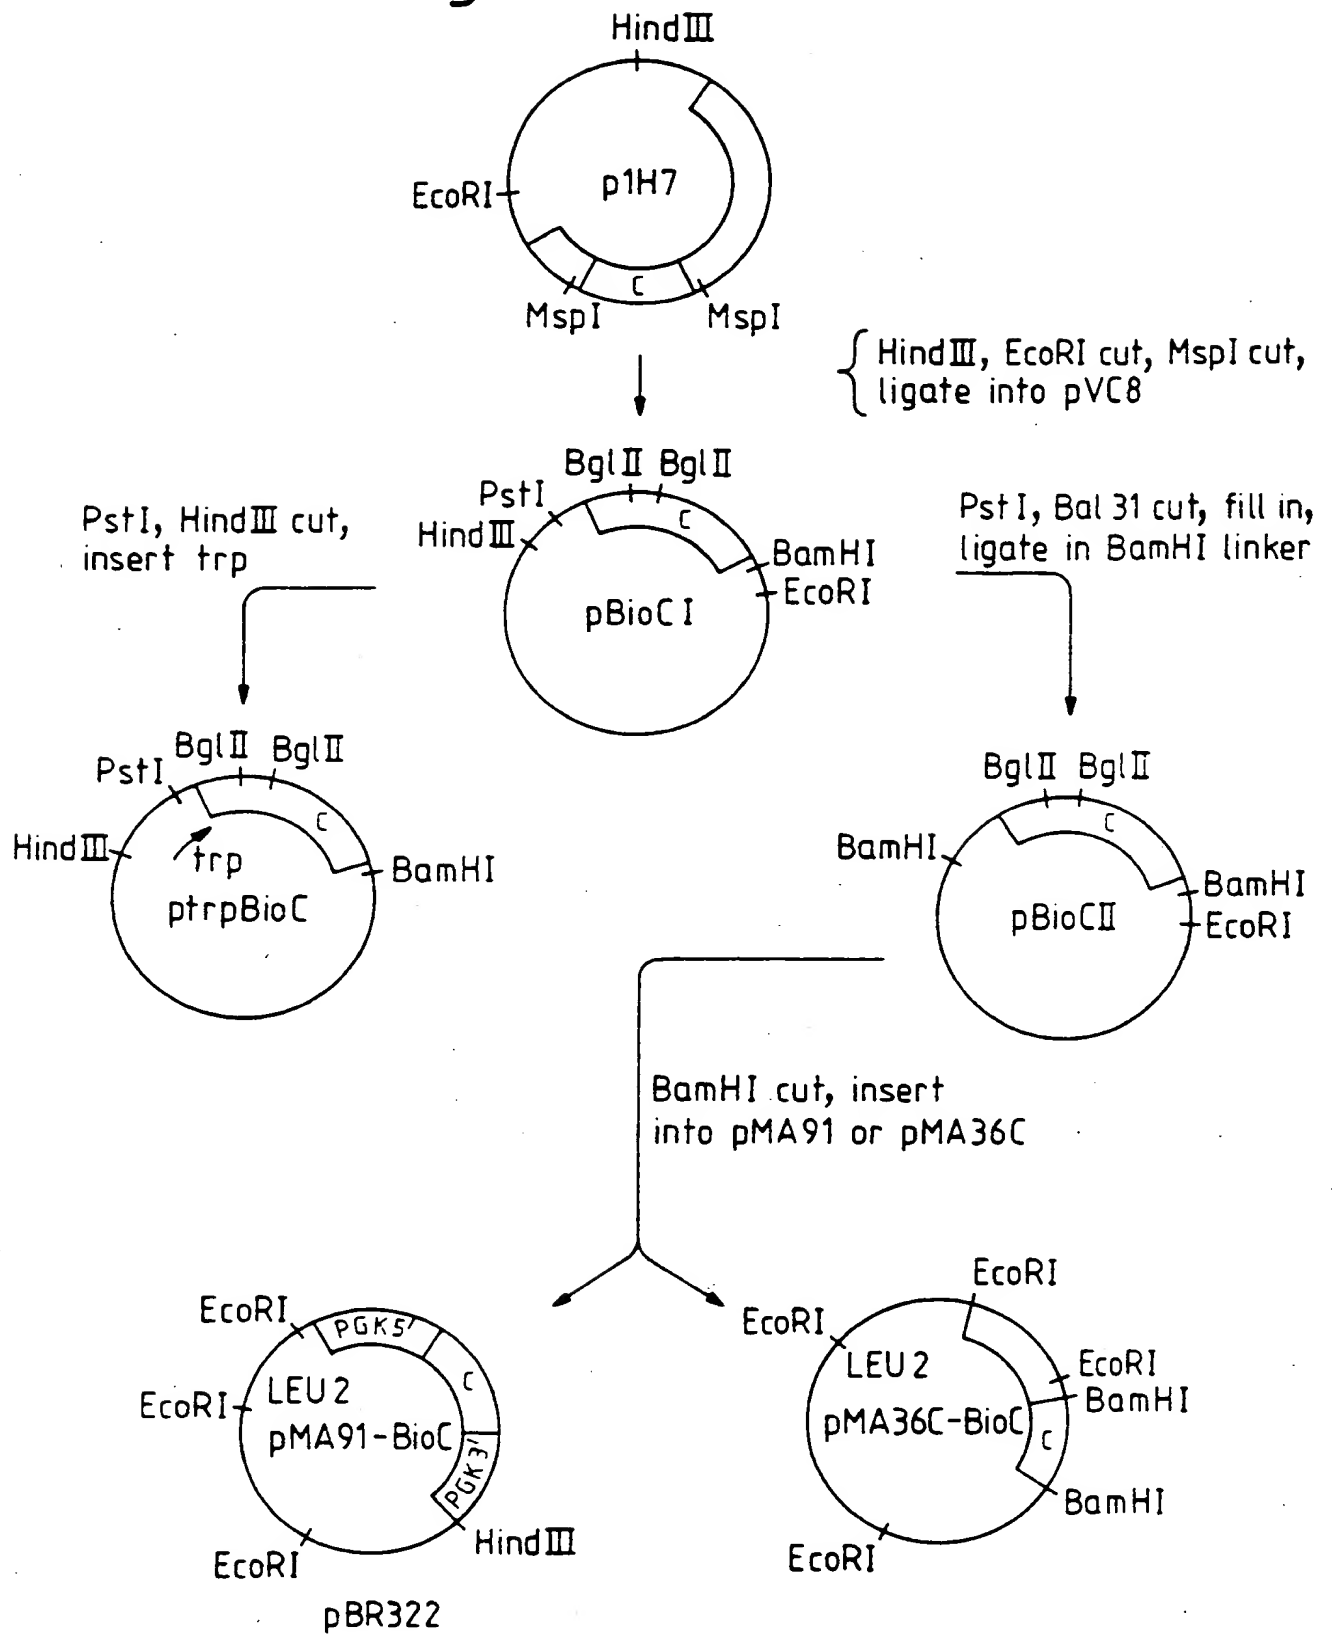 HindIII
EcoRI
p1H7
C
MspI
MspI
HindIII, EcoRI cut, MspI cut,
ligate into pVC8
BglII BglII
PstI
HindIII
C
BamHI
EcoRI
pBioC I
PstI, HindIII cut,
insert trp
PstI, Bal 31 cut, fill in,
ligate in BamHI linker
BglII BglII
PstI
HindIII
C
trp
BamHI
ptrpBioC
BglII BglII
BamHI
C
BamHI
EcoRI
pBioCII
BamHI cut, insert
into pMA91 or pMA36C
EcoRI
PGK5'
EcoRI
LEU2
C
pMA91-BioC
PGK3'
HindIII
EcoRI
pBR322
EcoRI
EcoRI
LEU2
EcoRI
BamHI
pMA36C-BioC
C
BamHI
EcoRI